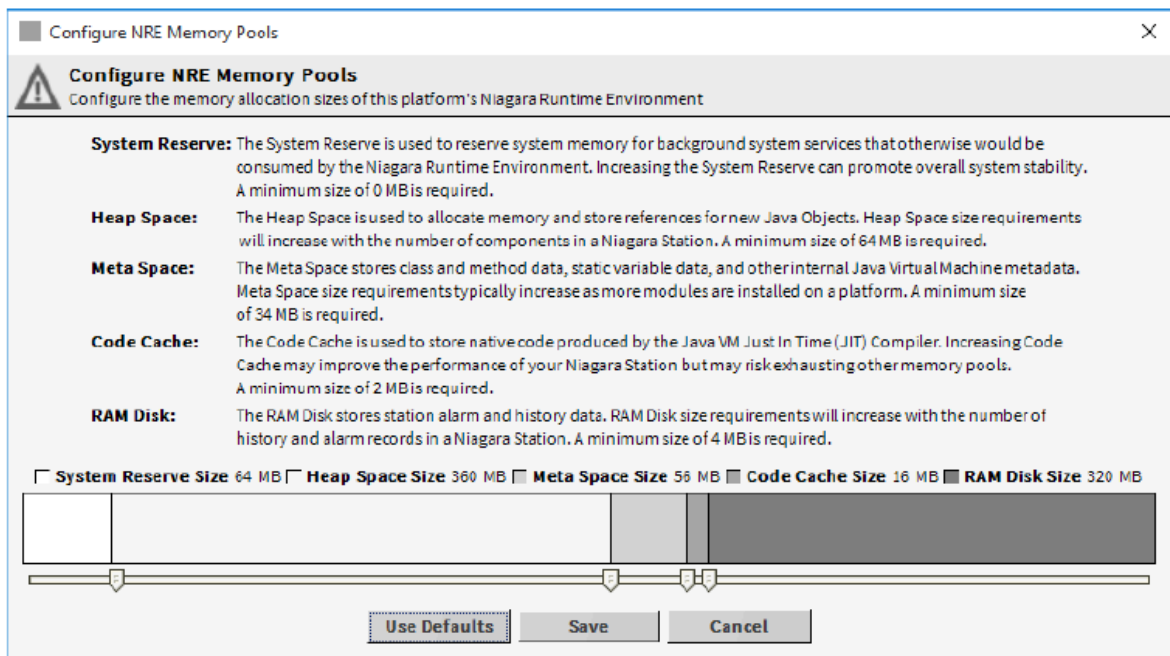 Configure NRE Memory Pools
Configure NRE Memory Pools
Configure the memory allocation sizes of this platform's Niagara Runtime Environment
System Reserve: The System Reserve is used to reserve system memory for background system services that otherwise would be
consumed by the Niagara Runtime Environment. Increasing the System Reserve can promote overall system stability.
A minimum size of 0 MB is required.
Heap Space: The Heap Space is used to allocate memory and store references for new Java Objects. Heap Space size requirements
will increase with the number of components in a Niagara Station. A minimum size of 64 MB is required.
Meta Space: The Meta Space stores class and method data, static variable data, and other internal Java Virtual Machine metadata.
Meta Space size requirements typically increase as more modules are installed on a platform. A minimum size
of 34 MB is required.
Code Cache: The Code Cache is used to store native code produced by the Java VM Just In Time (JIT) Compiler. Increasing Code
Cache may improve the performance of your Niagara Station but may risk exhausting other memory pools.
A minimum size of 2 MB is required.
RAM Disk: The RAM Disk stores station alarm and history data. RAM Disk size requirements will increase with the number of
history and alarm records in a Niagara Station. A minimum size of 4 MB is required.
System Reserve Size 64 MB Heap Space Size 360 MB Meta Space Size 56 MB Code Cache Size 16 MB RAM Disk Size 320 MB
Use Defaults Save Cancel